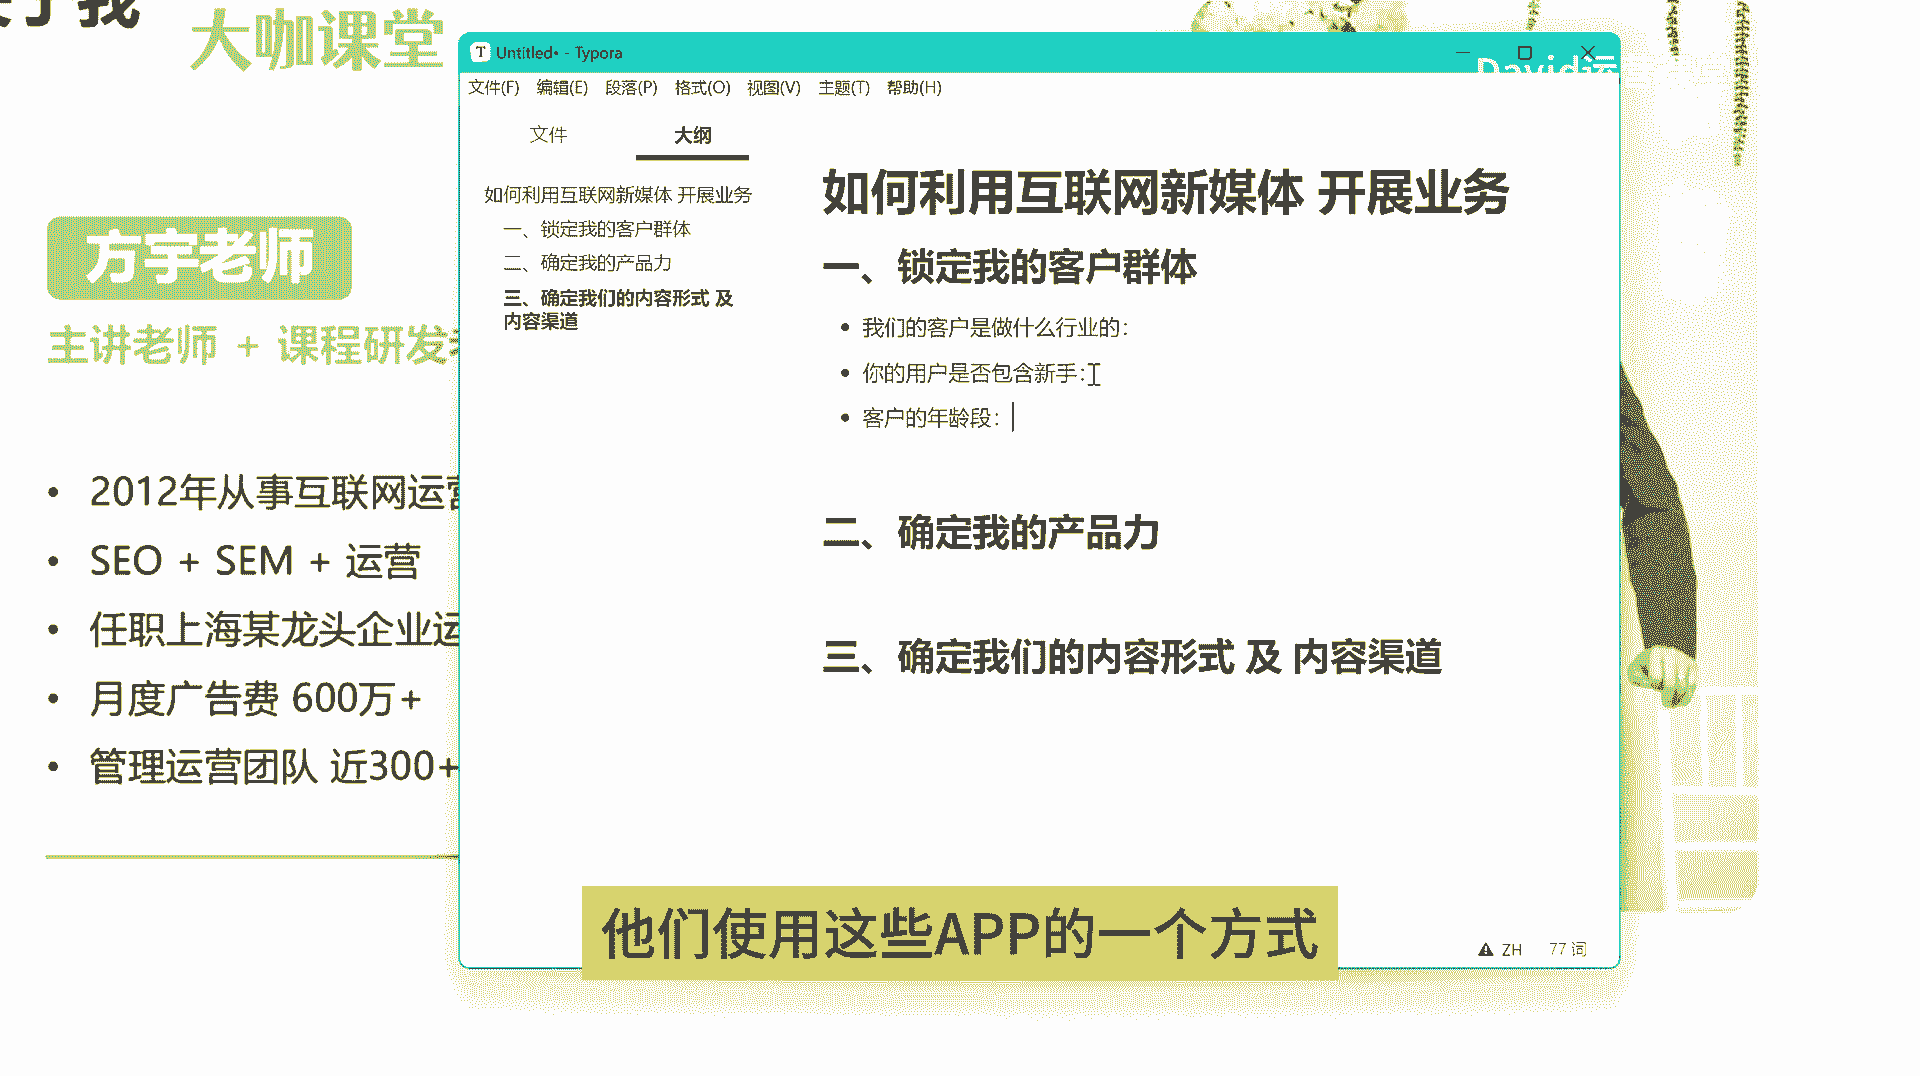 大咖课堂
方宇老师
主讲老师 + 课程研发
• 2012年从事互联网运营
• SEO + SEM + 运营
• 任职上海某龙头企业运
• 月度广告费 600万+
• 管理运营团队 近300+
Untitled• - Typora
David运营课堂
文件(F) 编辑(E) 段落(P) 格式(O) 视图(V) 主题(T) 帮助(H)
文件 大纲
如何利用互联网新媒体 开展业务
一、锁定我的客户群体
二、确定我的产品力
三、确定我们的内容形式 及
内容渠道
如何利用互联网新媒体 开展业务
一、锁定我的客户群体
• 我们的客户是做什么行业的：
• 你的用户是否包含新手：
• 客户的年龄段：
二、确定我的产品力
三、确定我们的内容形式 及 内容渠道
ZH 77 词
他们使用这些APP的一个方式